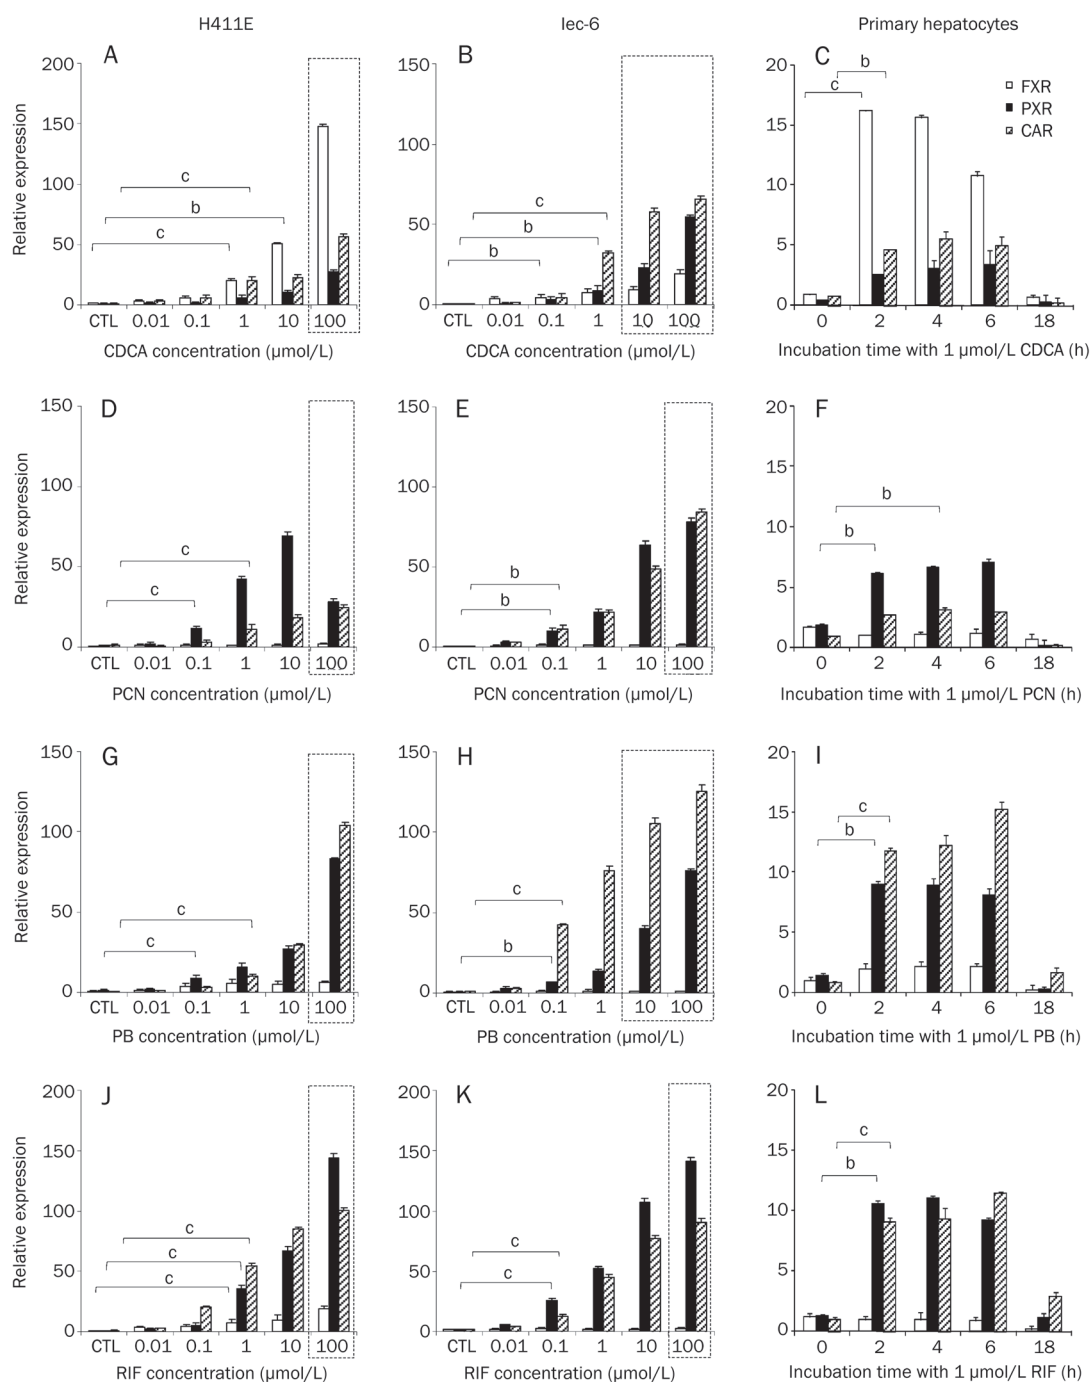 H411E Iec-6 Primary hepatocytes
A
200
150
100
50
0
Relative expression
c
b
c
CTL 0.01 0.1 1 10 100
CDCA concentration (μmol/L)
B
150
100
50
0
c
b
b
CTL 0.01 0.1 1 10 100
CDCA concentration (μmol/L)
C
20
15
10
5
0
b
c
FXR
PXR
CAR
0 2 4 6 18
Incubation time with 1 μmol/L CDCA (h)
D
150
100
50
0
Relative expression
c
c
CTL 0.01 0.1 1 10 100
PCN concentration (μmol/L)
E
150
100
50
0
b
b
CTL 0.01 0.1 1 10 100
PCN concentration (μmol/L)
F
20
15
10
5
0
b
b
0 2 4 6 18
Incubation time with 1 μmol/L PCN (h)
G
150
100
50
0
Relative expression
c
c
CTL 0.01 0.1 1 10 100
PB concentration (μmol/L)
H
150
100
50
0
c
b
CTL 0.01 0.1 1 10 100
PB concentration (μmol/L)
I
20
15
10
5
0
c
b
0 2 4 6 18
Incubation time with 1 μmol/L PB (h)
J
200
150
100
50
0
Relative expression
c
c
c
CTL 0.01 0.1 1 10 100
RIF concentration (μmol/L)
K
200
150
100
50
0
c
c
CTL 0.01 0.1 1 10 100
RIF concentration (μmol/L)
L
20
15
10
5
0
c
b
0 2 4 6 18
Incubation time with 1 μmol/L RIF (h)